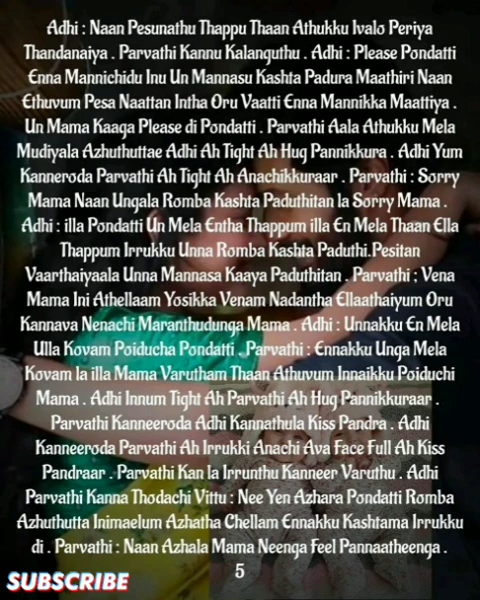 Adhi : Naan Pesunathu Thappu Thaan Athukku Ivalo Periya
Thandanaiya . Parvathi Kannu Kalanguthu . Adhi : Please Pondatti
Enna Mannichidu Inu Un Mannasu Kashta Padura Maathiri Naan
Ethuvum Pesa Naattan Intha Oru Vaatti Enna Mannikka Maattiya .
Un Mama Kaaga Please di Pondatti . Parvathi Aala Athukku Mela
Mudiyala Azhuthuttae Adhi Ah Tight Ah Hug Pannikkura . Adhi Yum
Kanneroda Parvathi Ah Tight Ah Anachikkuraar . Parvathi : Sorry
Mama Naan Ungala Romba Kashta Paduthitan la Sorry Mama .
Adhi : illa Pondatti Un Mela Entha Thappum illa En Mela Thaan Ella
Thappum Irrukku Unna Romba Kashta Paduthi.Pesitan
Vaarthaiyaala Unna Mannasa Kaaya Paduthitan . Parvathi ; Vena
Mama Ini Athellaam Yosikka Venam Nadantha Ellaathaiyum Oru
Kannava Nenachi Maranthudunga Mama . Adhi : Unnakku En Mela
Ulla Kovam Poiducha Pondatti . Parvathi : Ennakku Unga Mela
Kovam la illa Mama Varutham Thaan Athuvum Innaikku Poiduchi
Mama . Adhi Innum Tight Ah Parvathi Ah Hug Pannikkuraar .
Parvathi Kanneeroda Adhi Kannathula Kiss Pandra . Adhi
Kanneeroda Parvathi Ah Irrukki Anachi Ava Face Full Ah Kiss
Pandraar . Parvathi Kan la Irrunthu Kanneer Varuthu . Adhi
Parvathi Kanna Thodachi Vittu : Nee Yen Azhara Pondatti Romba
Azhuthutta Inimaelum Azhatha Chellam Ennakku Kashtama Irrukku
di . Parvathi : Naan Azhala Mama Neenga Feel Pannaatheenga .
5
SUBSCRIBE